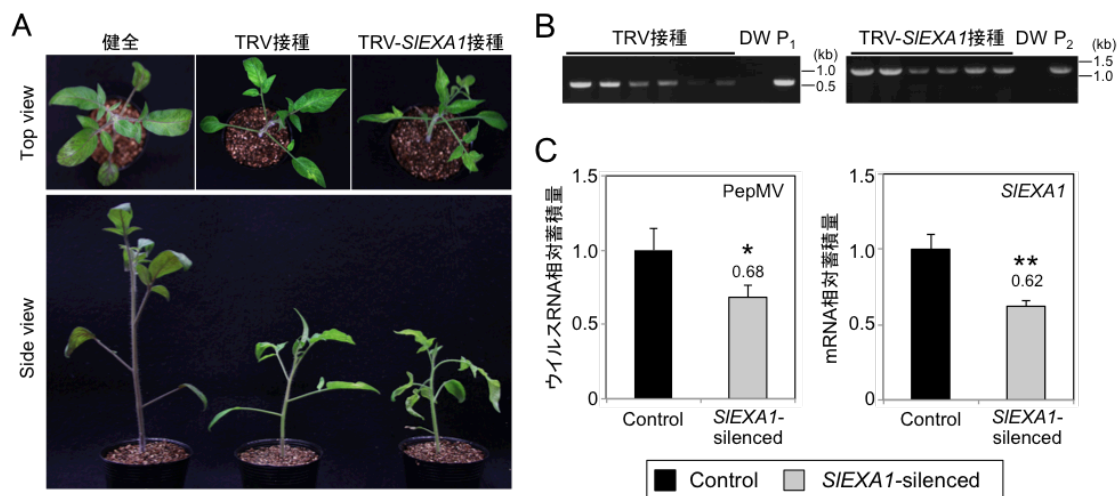 A
健全
TRV接種
TRV-SlEXA1接種
Top view
Side view
B
TRV接種
DW P1
(kb)
1.0
0.5
TRV-SlEXA1接種
DW P2
(kb)
1.5
1.0
C
ウイルスRNA相対蓄積量
1.5
1.0
0.5
0
PepMV
*
0.68
Control
SlEXA1-
silenced
mRNA相対蓄積量
1.5
1.0
0.5
0
SlEXA1
**
0.62
Control
SlEXA1-
silenced
Control
SlEXA1-silenced